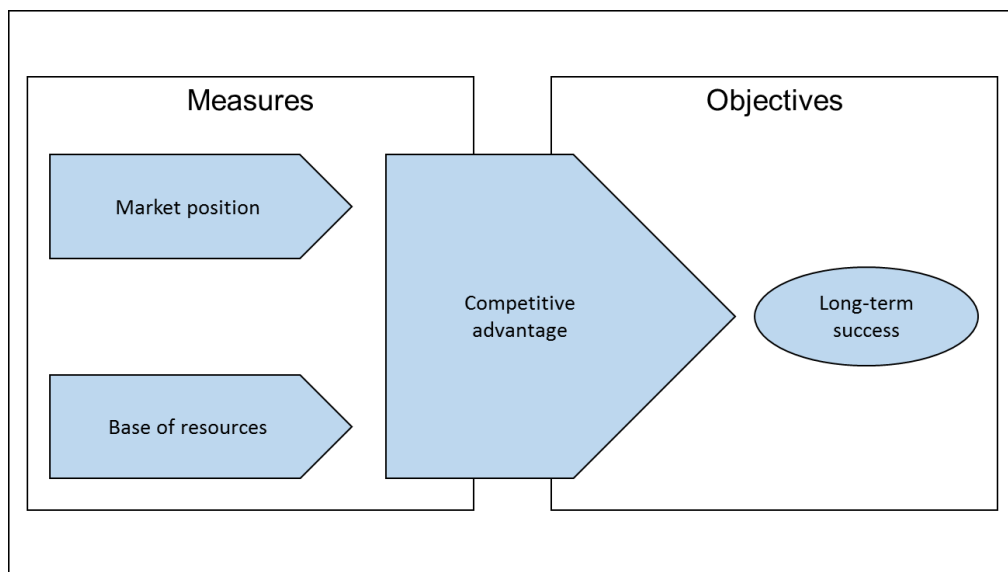 Measures
Objectives
Market position
Competitive
advantage
Long-term
success
Base of resources